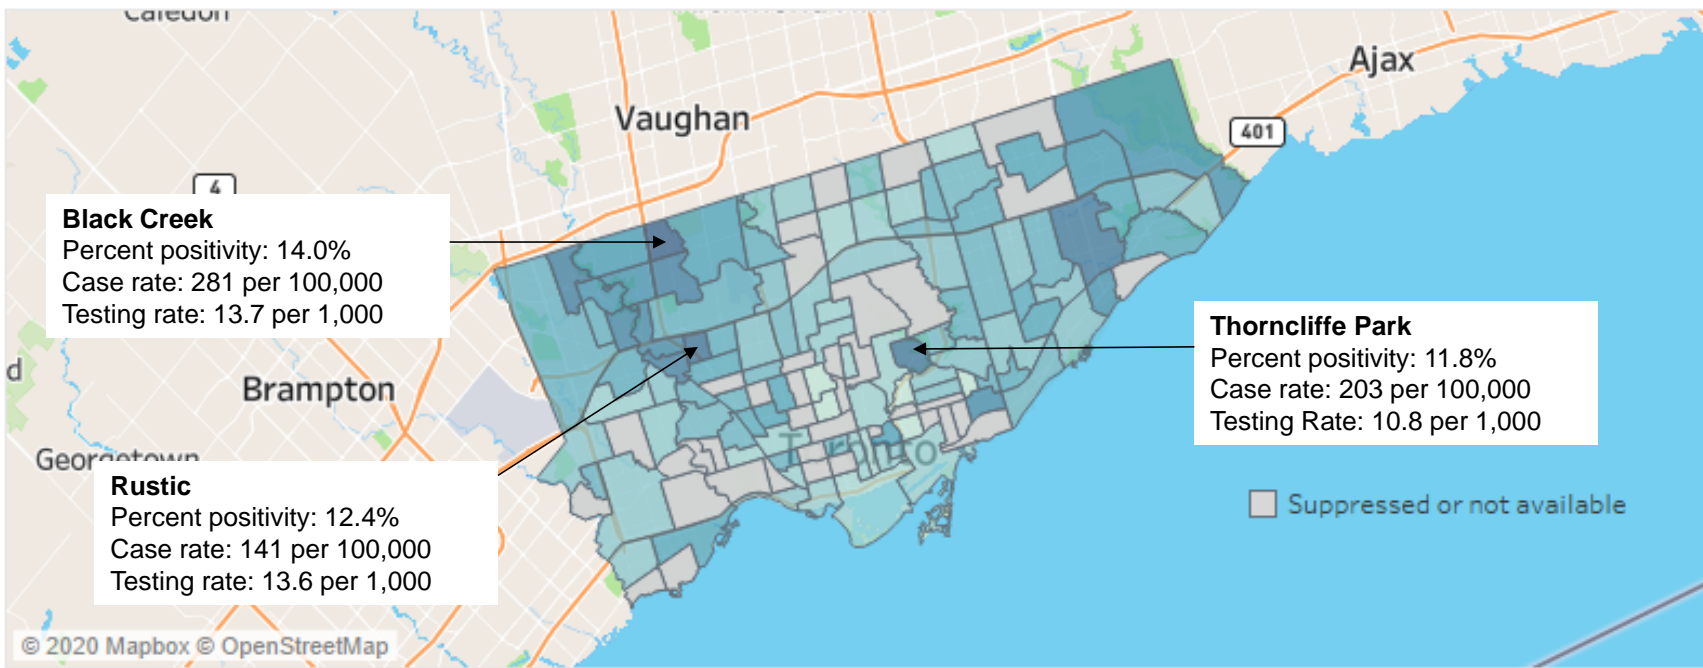 Caledon
Ajax
Vaughan
401
4
Black Creek
Percent positivity: 14.0%
Case rate: 281 per 100,000
Testing rate: 13.7 per 1,000
Thorncliffe Park
Percent positivity: 11.8%
Case rate: 203 per 100,000
Testing Rate: 10.8 per 1,000
d
Brampton
Toronto
Georgetown
Rustic
Percent positivity: 12.4%
Case rate: 141 per 100,000
Testing rate: 13.6 per 1,000
Suppressed or not available
© 2020 Mapbox © OpenStreetMap